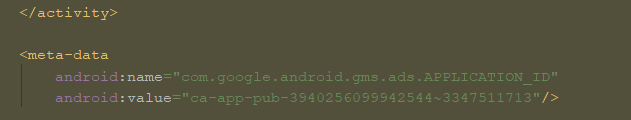 </activity>
<meta-data
android:name="com.google.android.gms.ads.APPLICATION_ID"
android:value="ca-app-pub-3940256099942544~3347511713"/>